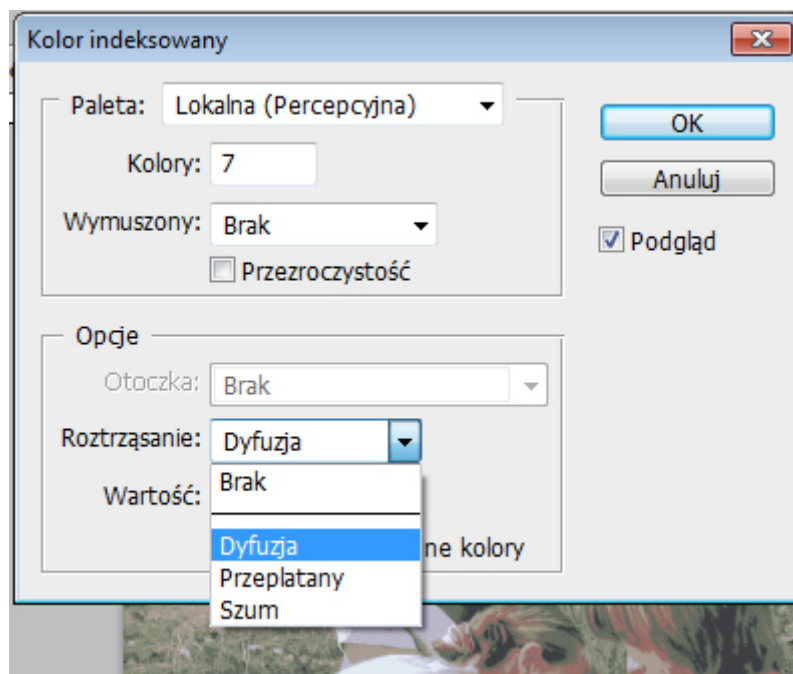 Kolor indeksowany
Paleta: Lokalna (Percepcyjna)
OK
Kolory: 7
Anuluj
Wymuszony: Brak
Podgląd
Przezroczystość
Opcje
Otoczka: Brak
Roztrząsanie: Dyfuzja
Brak
Wartość:
Dyfuzja
ne kolory
Przeplatany
Szum